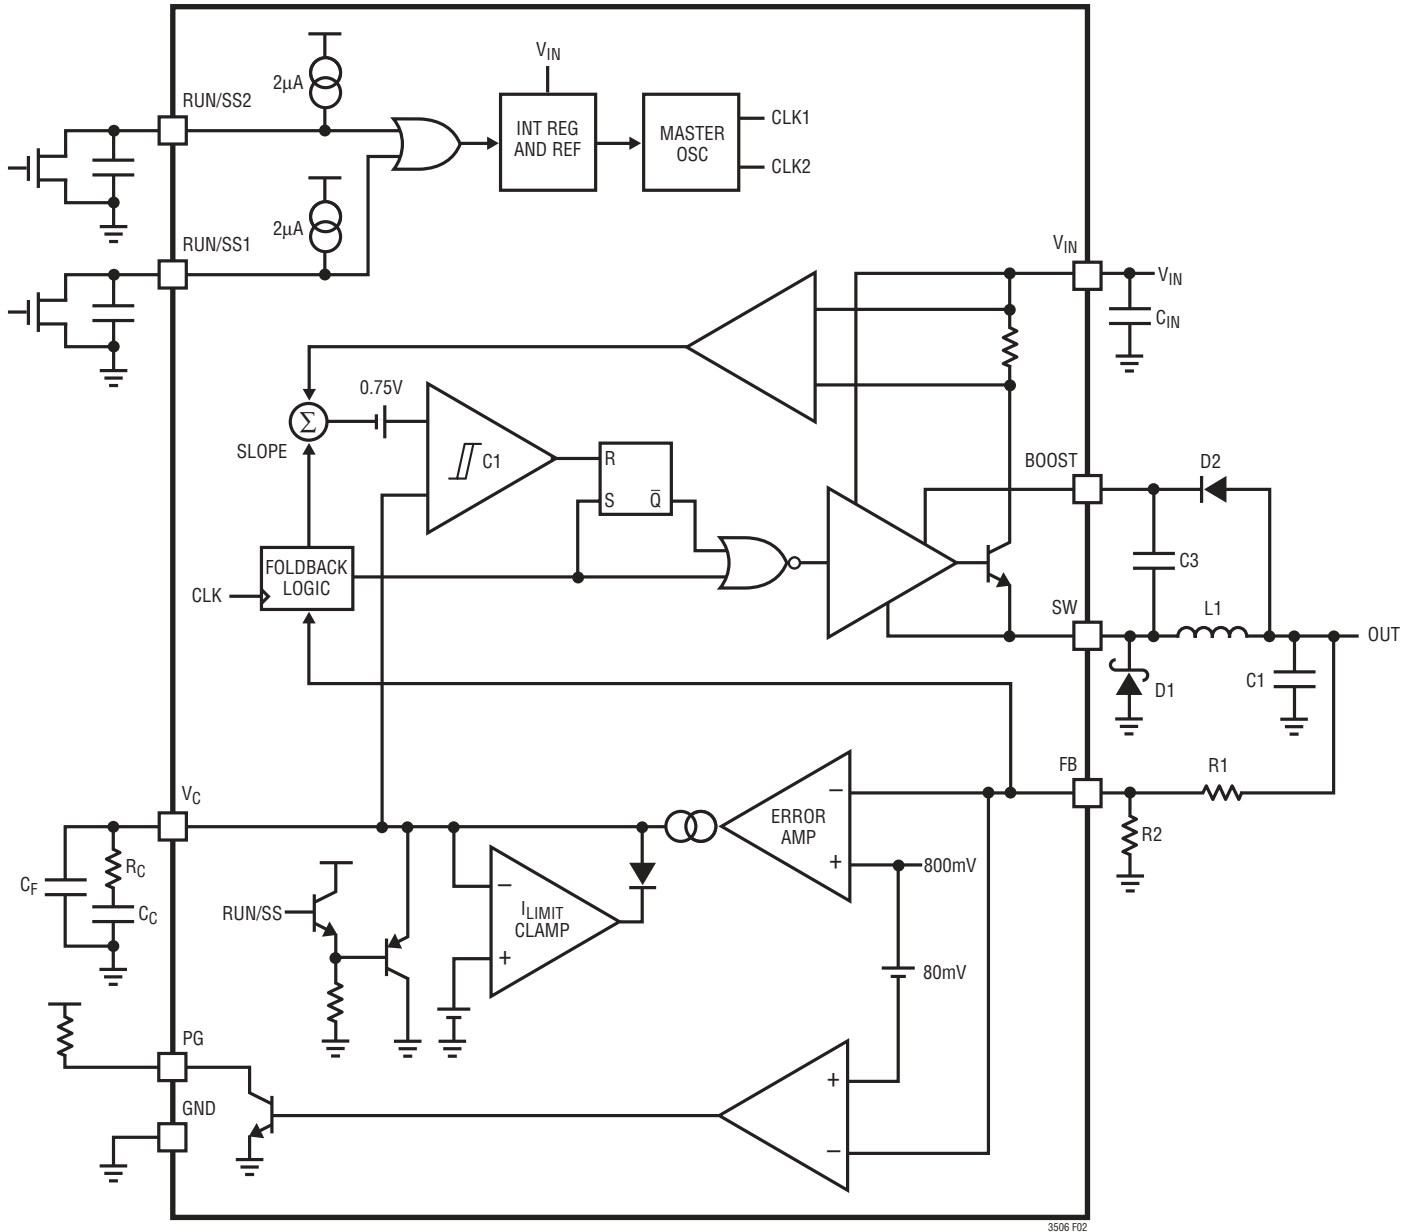 V_IN
RUN/SS2
2µA
INT REG
AND REF
MASTER
OSC
CLK1
CLK2
RUN/SS1
2µA
V_IN
V_IN
C_IN
0.75V
Σ
SLOPE
C1
R
S
Q̅
BOOST
D2
C3
FOLDBACK
LOGIC
CLK
SW
L1
OUT
D1
C1
FB
R1
R2
V_C
R_C
C_F
C_C
–
ERROR
AMP
+
800mV
RUN/SS
–
I_LIMIT
CLAMP
+
80mV
PG
GND
+
–
3506 F02